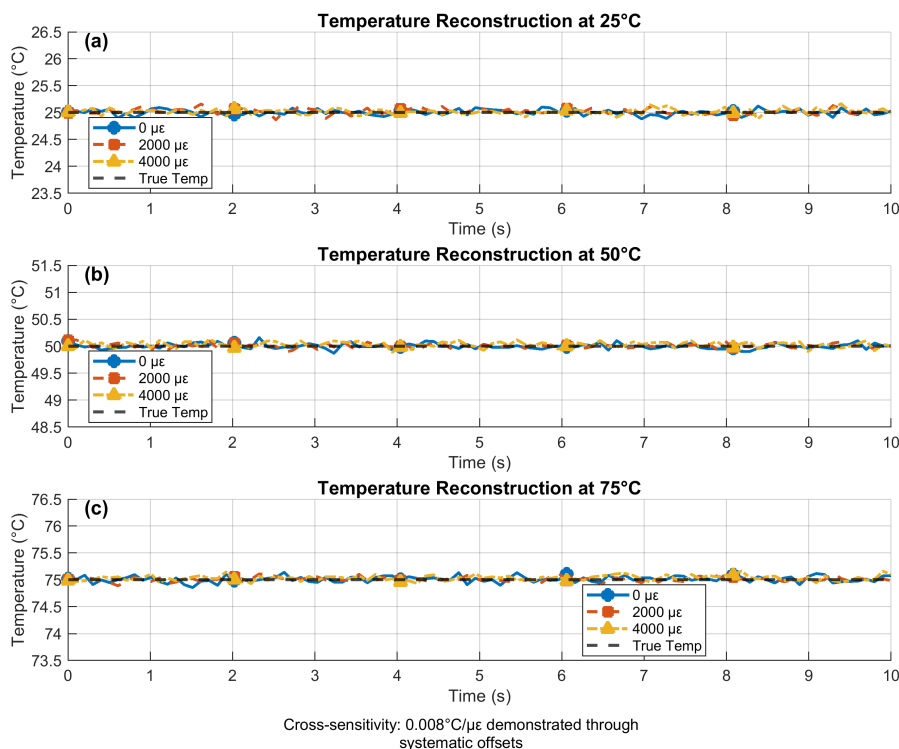 Temperature Reconstruction at 25°C
(a)
Temperature (°C)
26.5
26
25.5
25
24.5
24
23.5
0 µε
2000 µε
4000 µε
True Temp
0 1 2 3 4 5 6 7 8 9 10
Time (s)
Temperature Reconstruction at 50°C
(b)
Temperature (°C)
51.5
51
50.5
50
49.5
49
48.5
0 µε
2000 µε
4000 µε
True Temp
0 1 2 3 4 5 6 7 8 9 10
Time (s)
Temperature Reconstruction at 75°C
(c)
Temperature (°C)
76.5
76
75.5
75
74.5
74
73.5
0 µε
2000 µε
4000 µε
True Temp
0 1 2 3 4 5 6 7 8 9 10
Time (s)
Cross-sensitivity: 0.008°C/µε demonstrated through
systematic offsets